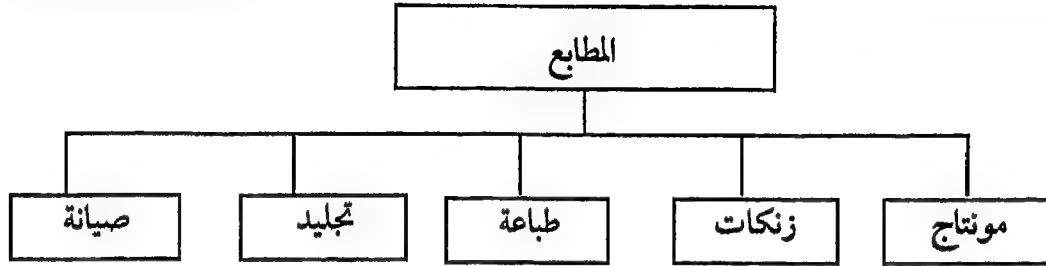 المطابع
مونتاج
زنكات
طباعة
تجليد
صيانة